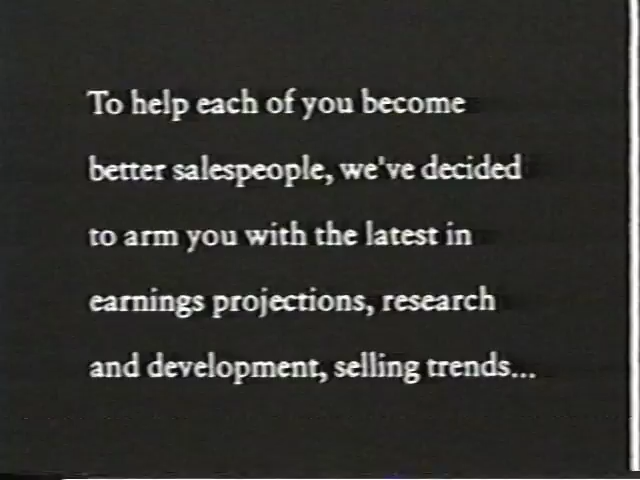 To help each of you become
better salespeople, we've decided
to arm you with the latest in
earnings projections, research
and development, selling trends...